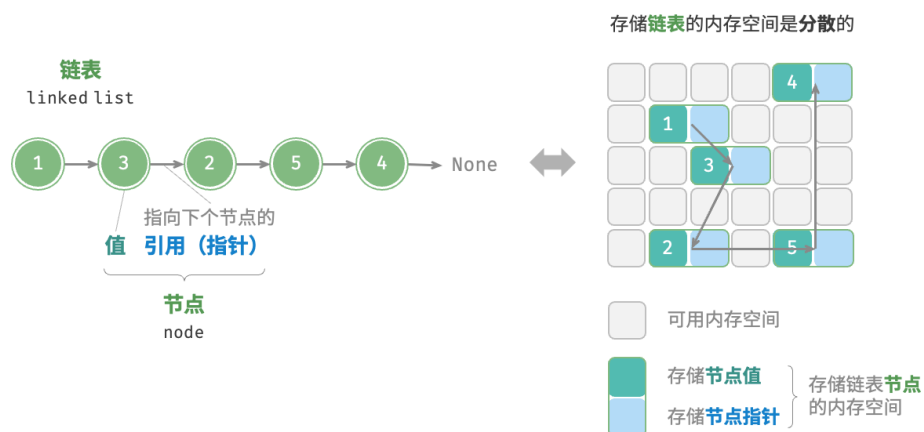 存储链表的内存空间是分散的
链表
linked list
1 3 2 5 4 None
指向下个节点的
值 引用（指针）
节点
node
4
1
3
2 5
可用内存空间
存储节点值
存储节点指针
存储链表节点
的内存空间